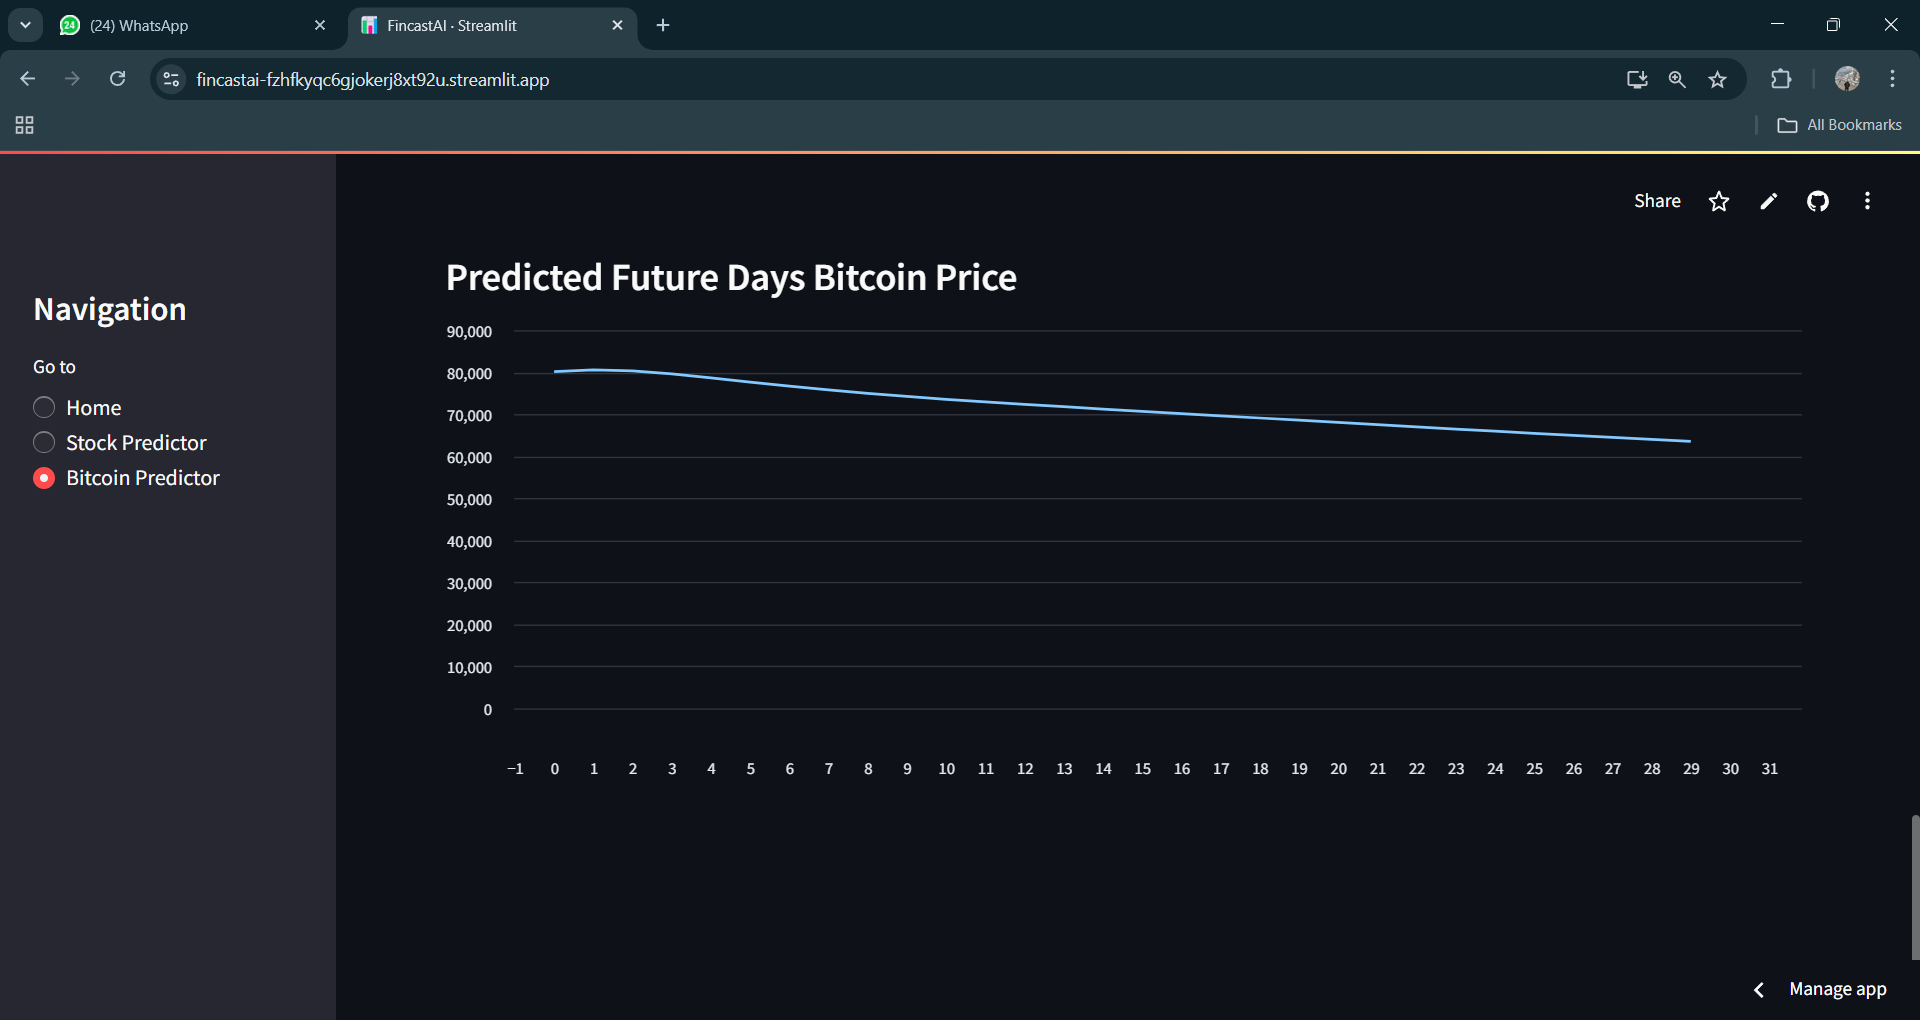 24 (24) WhatsApp
FincastAI · Streamlit
fincastai-fzhfkyqc6gjokerj8xt92u.streamlit.app
All Bookmarks
Share
Navigation
Go to
Home
Stock Predictor
Bitcoin Predictor
Predicted Future Days Bitcoin Price
90,000
80,000
70,000
60,000
50,000
40,000
30,000
20,000
10,000
0
−1 0 1 2 3 4 5 6 7 8 9 10 11 12 13 14 15 16 17 18 19 20 21 22 23 24 25 26 27 28 29 30 31
Manage app